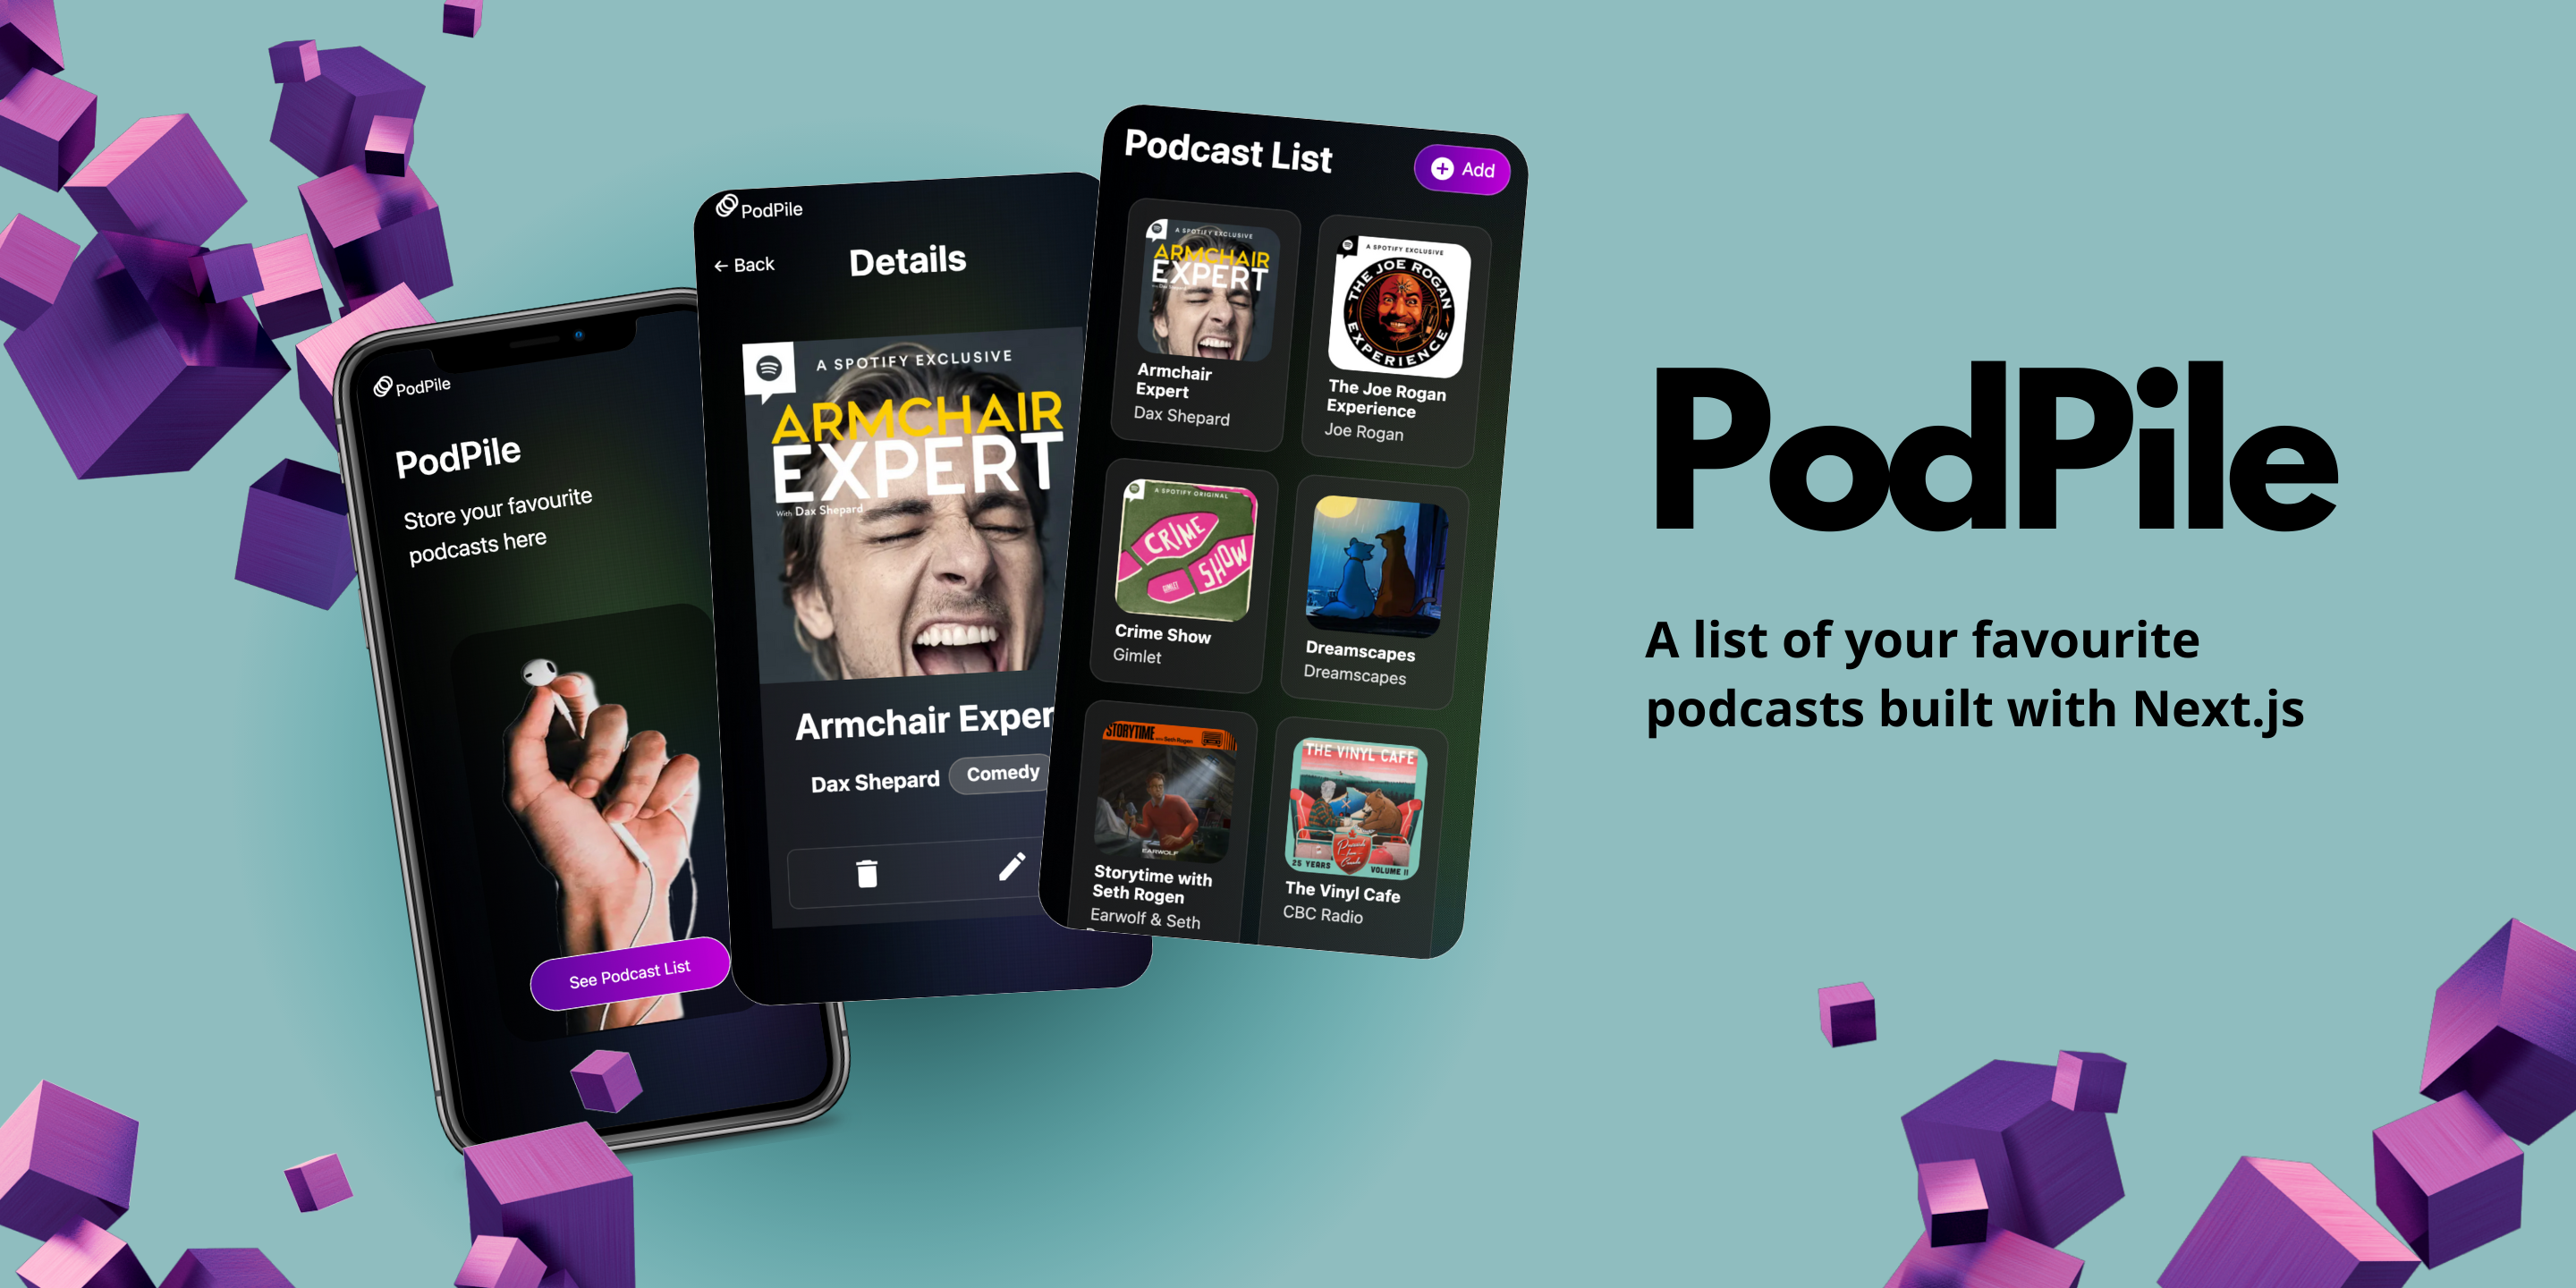 PodPile
PodPile
Store your favourite
podcasts here
See Podcast List
PodPile
← Back
Details
A SPOTIFY EXCLUSIVE
ARMCHAIR
EXPERT
With Dax Shepard
Armchair Exper
Dax Shepard
Comedy
Podcast List
Add
A SPOTIFY EXCLUSIVE
ARMCHAIR
EXPERT
Armchair
Expert
Dax Shepard
A SPOTIFY EXCLUSIVE
THE JOE ROGAN
EXPERIENCE
The Joe Rogan
Experience
Joe Rogan
A SPOTIFY ORIGINAL
CRIME
SHOW
GIMLET
Crime Show
Gimlet
Dreamscapes
Dreamscapes
STORYTIME with Seth Rogen
EARWOLF
Storytime with
Seth Rogen
Earwolf & Seth
THE VINYL CAFE
25 YEARS
VOLUME II
The Vinyl Cafe
CBC Radio
PodPile
A list of your favourite
podcasts built with Next.js